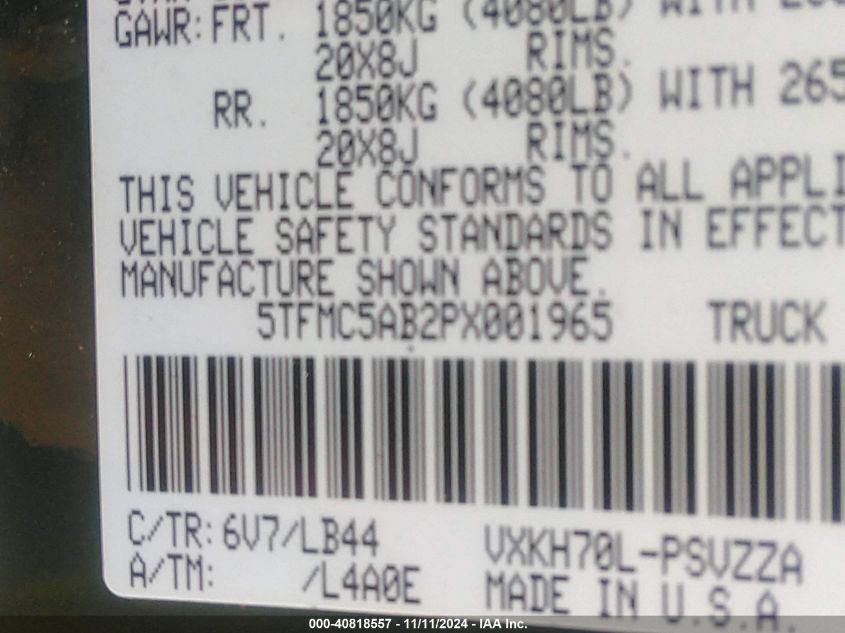 GAWR: FRT. 1850KG (4080LB) WITH
20X8J RIMS.
RR. 1850KG (4080LB) WITH 265
20X8J RIMS.
THIS VEHICLE CONFORMS TO ALL APPLI
VEHICLE SAFETY STANDARDS IN EFFECT
MANUFACTURE SHOWN ABOVE.
5TFMC5AB2PX001965 TRUCK
C/TR: 6V7/LB44 VXKH70L-PSVZZA
A/TM: /L4A0E MADE IN U.S.A.
000-40818557 - 11/11/2024 - IAA Inc.